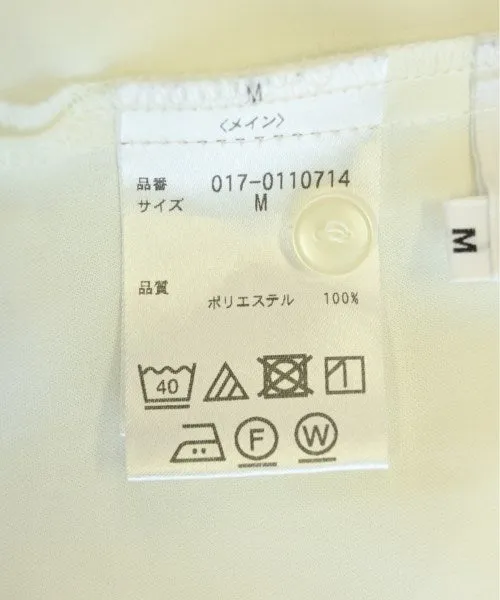 M
〈メイン〉
品番 017-0110714
サイズ M
M
品質 ポリエステル 100%
40
F W